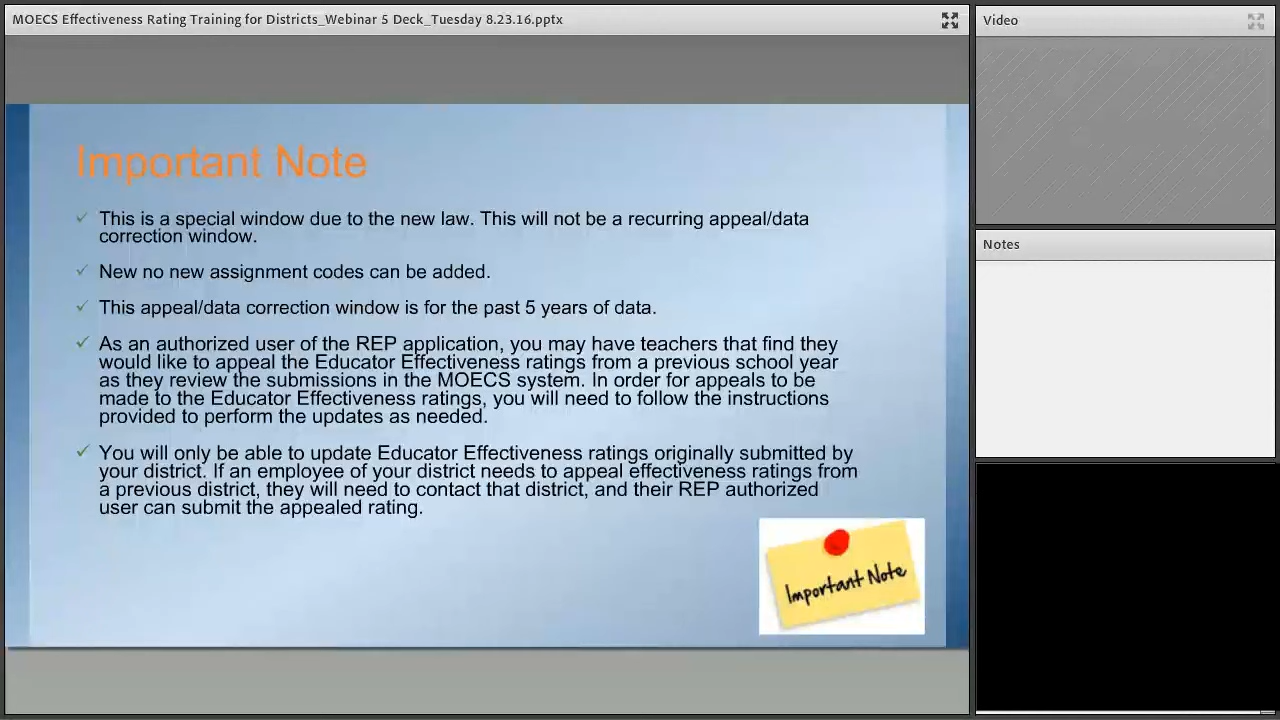 MOECS Effectiveness Rating Training for Districts_Webinar 5 Deck_Tuesday 8.23.16.pptx
Video
Important Note
✓ This is a special window due to the new law. This will not be a recurring appeal/data
correction window.
✓ New no new assignment codes can be added.
✓ This appeal/data correction window is for the past 5 years of data.
✓ As an authorized user of the REP application, you may have teachers that find they
would like to appeal the Educator Effectiveness ratings from a previous school year
as they review the submissions in the MOECS system. In order for appeals to be
made to the Educator Effectiveness ratings, you will need to follow the instructions
provided to perform the updates as needed.
✓ You will only be able to update Educator Effectiveness ratings originally submitted by
your district. If an employee of your district needs to appeal effectiveness ratings from
a previous district, they will need to contact that district, and their REP authorized
user can submit the appealed rating.
Important Note
Notes